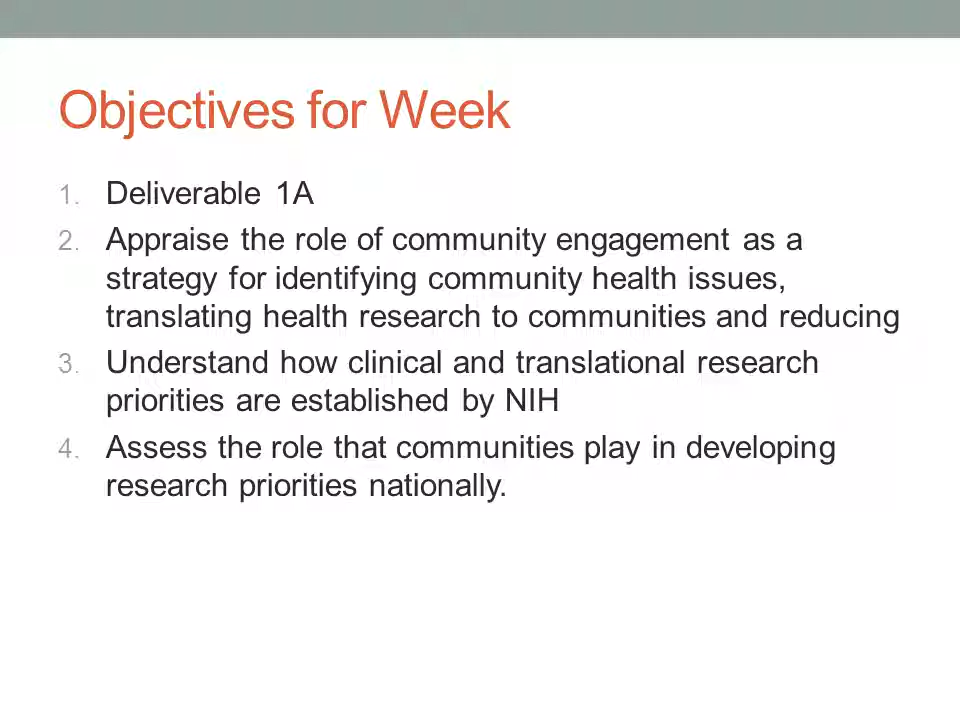 Objectives for Week
1. Deliverable 1A
2. Appraise the role of community engagement as a
strategy for identifying community health issues,
translating health research to communities and reducing
3. Understand how clinical and translational research
priorities are established by NIH
4. Assess the role that communities play in developing
research priorities nationally.